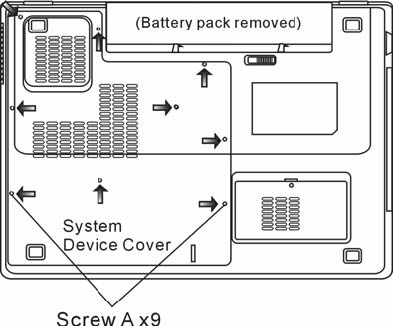 (Battery pack removed)
System
Device Cover
Screw A x9